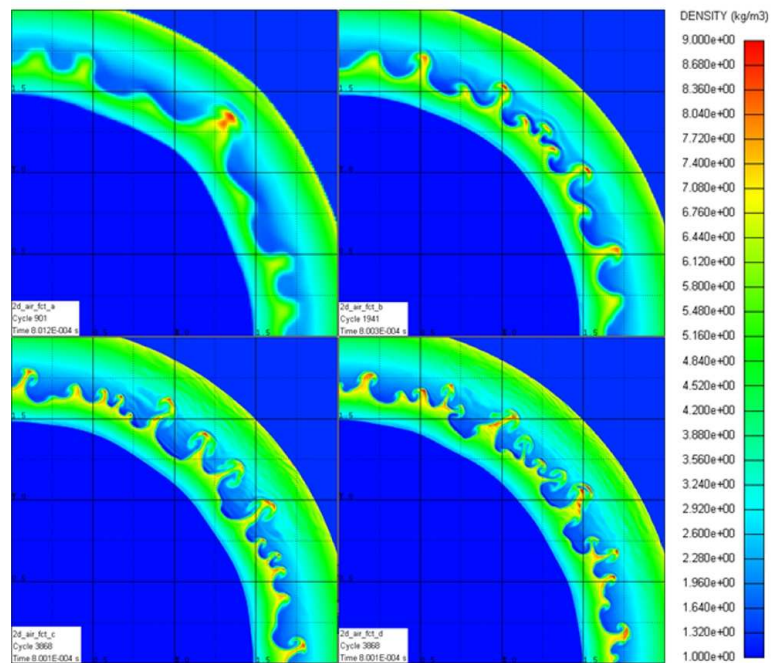 DENSITY (kg/m3)
9.000e+00
8.680e+00
8.360e+00
8.040e+00
7.720e+00
7.400e+00
7.080e+00
6.760e+00
6.440e+00
6.120e+00
5.800e+00
5.480e+00
5.160e+00
4.840e+00
4.520e+00
4.200e+00
3.880e+00
3.560e+00
3.240e+00
2.920e+00
2.600e+00
2.280e+00
1.960e+00
1.640e+00
1.320e+00
1.000e+00
2d_air_fct_a
Cycle 901
Time 8.012E-004 s
2d_air_fct_b
Cycle 1941
Time 8.003E-004 s
2d_air_fct_c
Cycle 3868
Time 8.001E-004 s
2d_air_fct_d
Cycle 3868
Time 8.001E-004 s